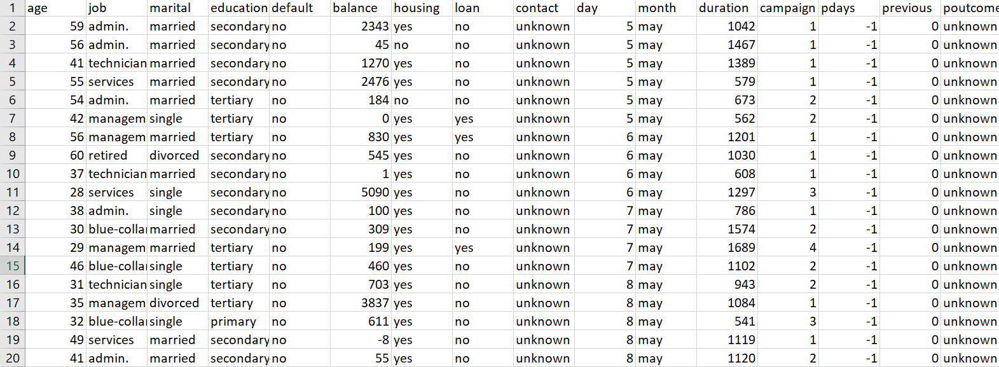 1 age job marital education default balance housing loan contact day month duration campaign pdays previous poutcome
2 59 admin. married secondary no 2343 yes no unknown 5 may 1042 1 -1 0 unknown
3 56 admin. married secondary no 45 no no unknown 5 may 1467 1 -1 0 unknown
4 41 technician married secondary no 1270 yes no unknown 5 may 1389 1 -1 0 unknown
5 55 services married secondary no 2476 yes no unknown 5 may 579 1 -1 0 unknown
6 54 admin. married tertiary no 184 no no unknown 5 may 673 2 -1 0 unknown
7 42 managem single tertiary no 0 yes yes unknown 5 may 562 2 -1 0 unknown
8 56 managem married tertiary no 830 yes yes unknown 6 may 1201 1 -1 0 unknown
9 60 retired divorced secondary no 545 yes no unknown 6 may 1030 1 -1 0 unknown
10 37 technician married secondary no 1 yes no unknown 6 may 608 1 -1 0 unknown
11 28 services single secondary no 5090 yes no unknown 6 may 1297 3 -1 0 unknown
12 38 admin. single secondary no 100 yes no unknown 7 may 786 1 -1 0 unknown
13 30 blue-colla married secondary no 309 yes no unknown 7 may 1574 2 -1 0 unknown
14 29 managem married tertiary no 199 yes yes unknown 7 may 1689 4 -1 0 unknown
15 46 blue-colla single tertiary no 460 yes no unknown 7 may 1102 2 -1 0 unknown
16 31 technician single tertiary no 703 yes no unknown 8 may 943 2 -1 0 unknown
17 35 managem divorced tertiary no 3837 yes no unknown 8 may 1084 1 -1 0 unknown
18 32 blue-colla single primary no 611 yes no unknown 8 may 541 3 -1 0 unknown
19 49 services married secondary no -8 yes no unknown 8 may 1119 1 -1 0 unknown
20 41 admin. married secondary no 55 yes no unknown 8 may 1120 2 -1 0 unknown